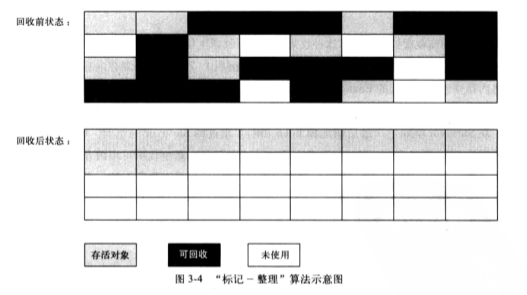 回收前状态：
回收后状态：
存活对象
可回收
未使用
图 3-4 “标记－整理”算法示意图